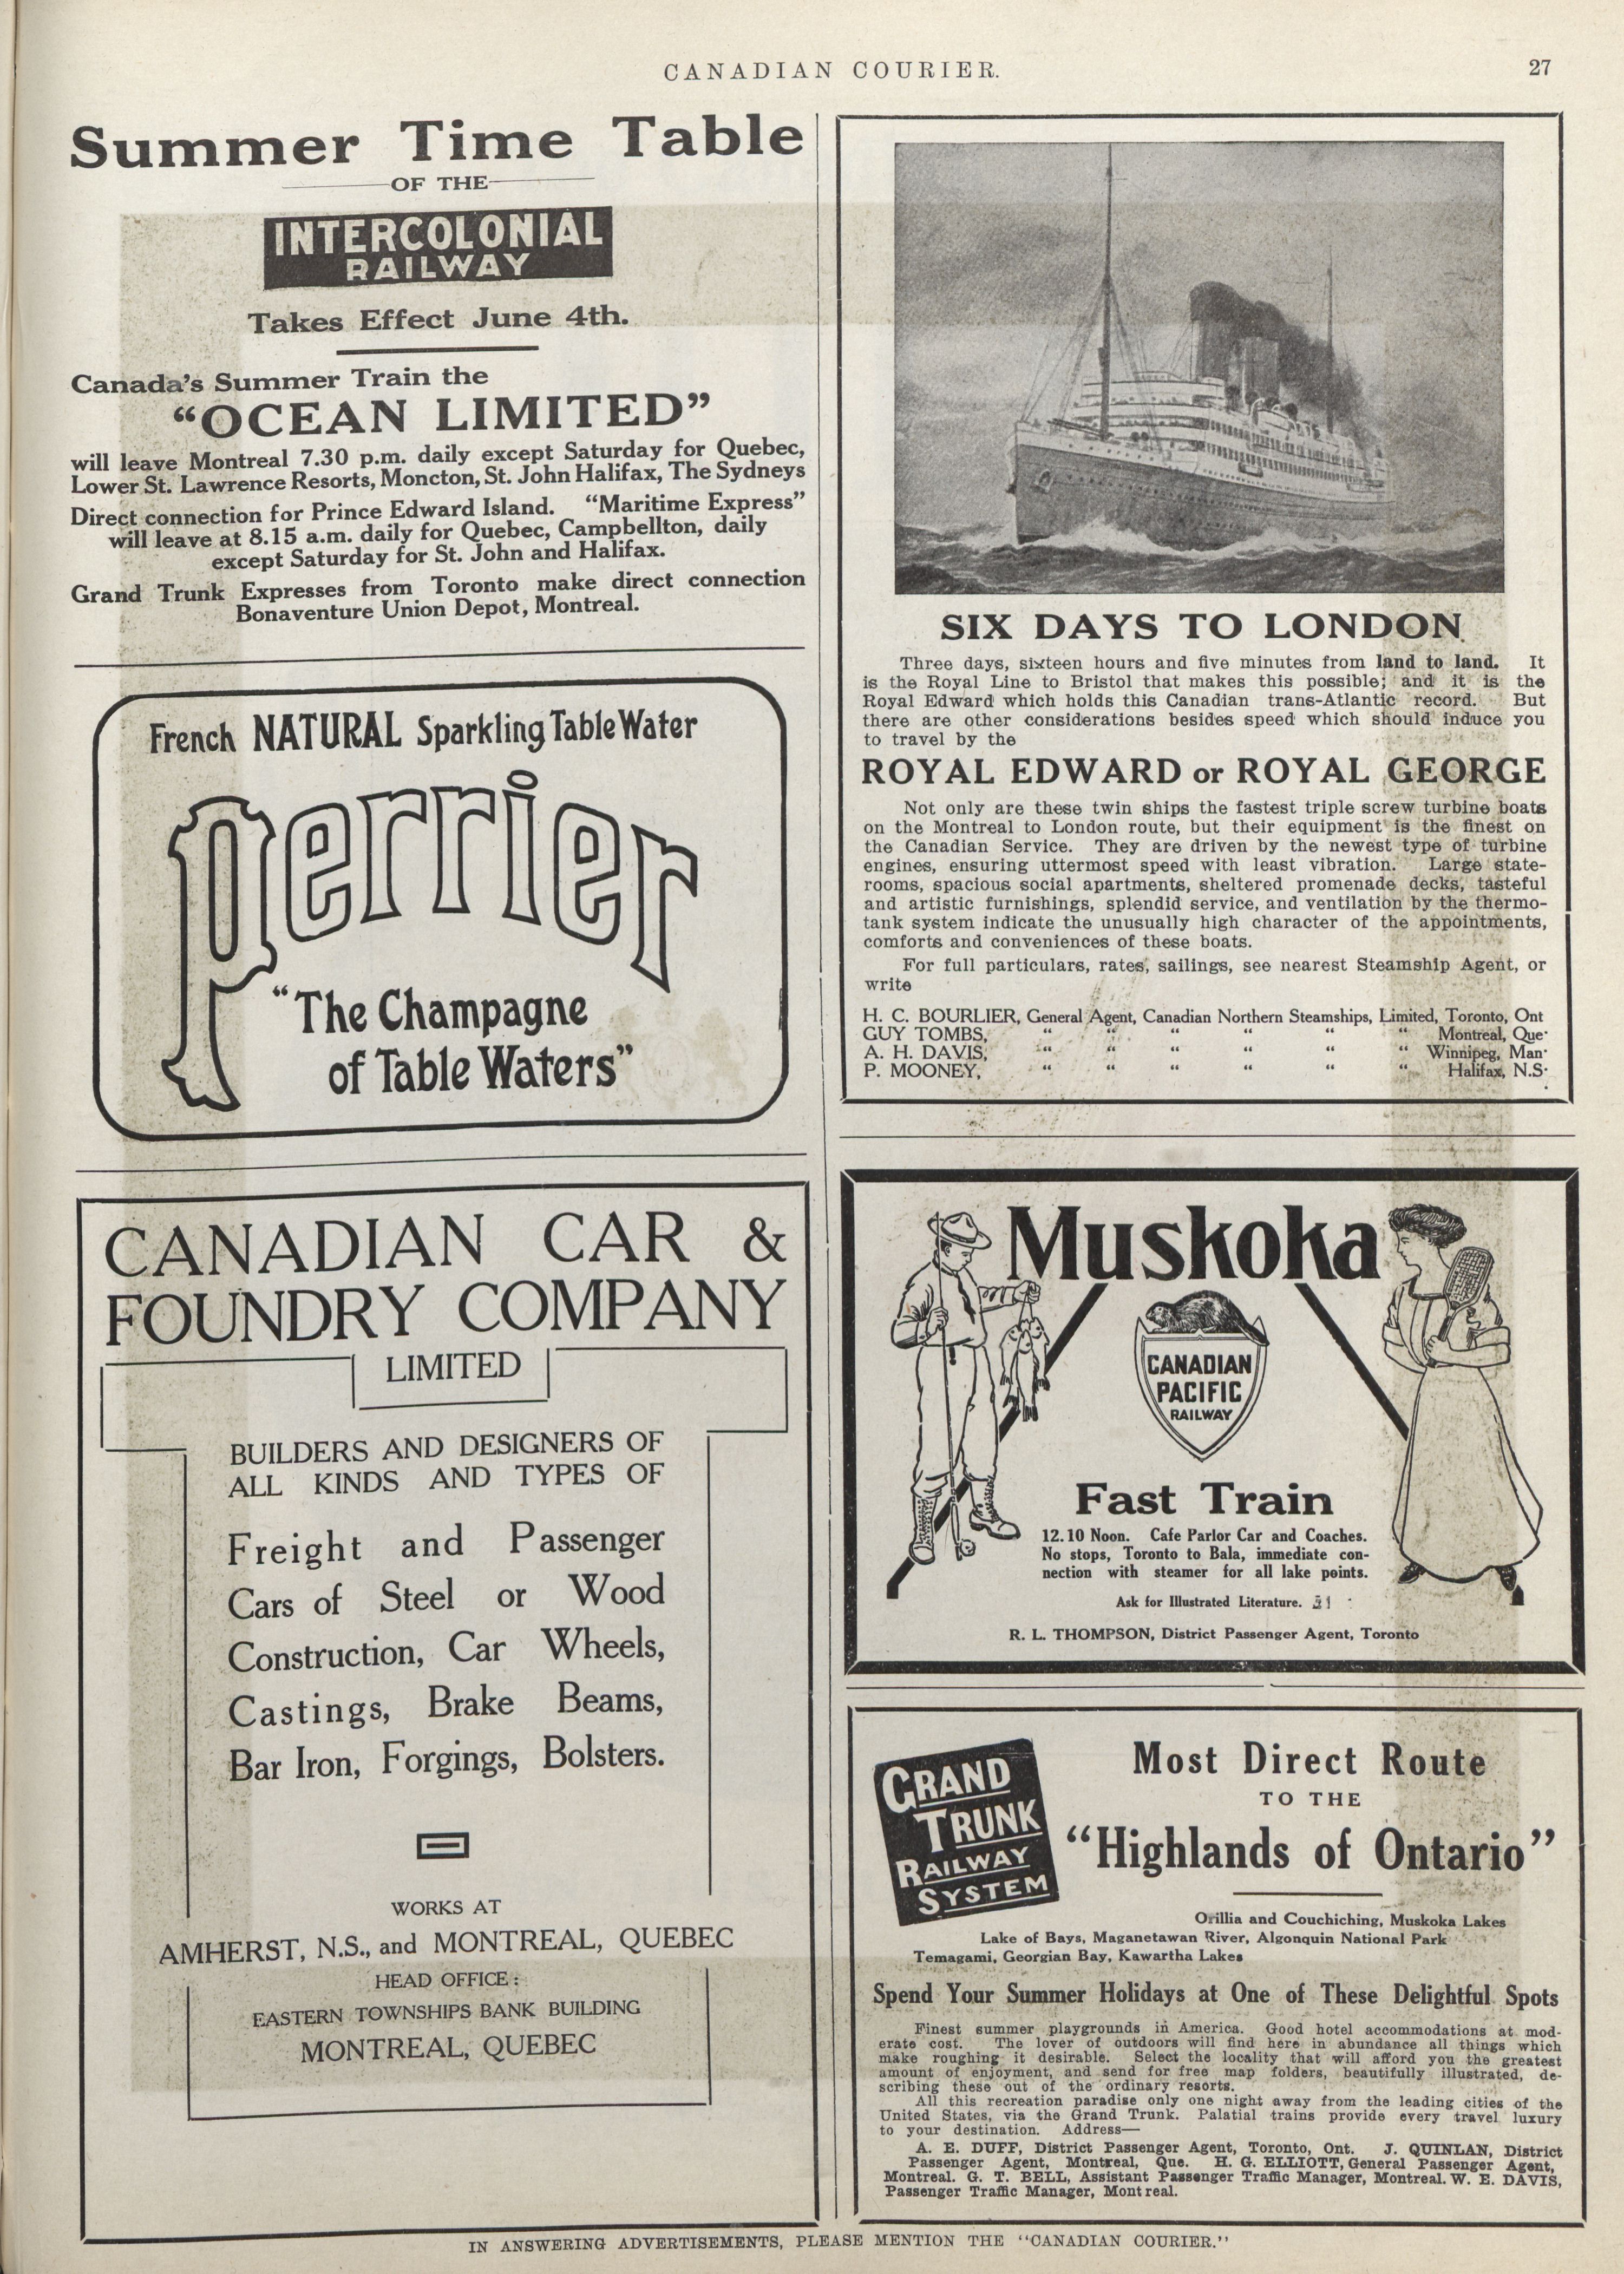 CANADIAN COURIER.
27
Summer Time Table
OF THE
INTERCOLONIAL
RAILWAY
Takes Effect June 4th.
Canada's Summer Train the
"OCEAN LIMITED"
will leave Montreal 7.30 p.m. daily except Saturday for Quebec,
Lower St. Lawrence Resorts, Moncton, St. John Halifax, The Sydneys
Direct connection for Prince Edward Island. "Maritime Express"
will leave at 8.15 a.m. daily for Quebec, Campbellton, daily
except Saturday for St. John and Halifax.
Grand Trunk Expresses from Toronto make direct connection
Bonaventure Union Depot, Montreal.
French NATURAL Sparkling Table Water
perrier
"The Champagne
of Table Waters"
CANADIAN CAR &
FOUNDRY COMPANY
LIMITED
BUILDERS AND DESIGNERS OF
ALL KINDS AND TYPES OF
Freight and Passenger
Cars of Steel or Wood
Construction, Car Wheels,
Castings, Brake Beams,
Bar Iron, Forgings, Bolsters.
WORKS AT
AMHERST, N.S., and MONTREAL, QUEBEC
HEAD OFFICE:
EASTERN TOWNSHIPS BANK BUILDING
MONTREAL, QUEBEC
SIX DAYS TO LONDON
Three days, sixteen hours and five minutes from land to land. It
is the Royal Line to Bristol that makes this possible; and it is the
Royal Edward which holds this Canadian trans-Atlantic record. But
there are other considerations besides speed which should induce you
to travel by the
ROYAL EDWARD or ROYAL GEORGE
Not only are these twin ships the fastest triple screw turbine boats
on the Montreal to London route, but their equipment is the finest on
the Canadian Service. They are driven by the newest type of turbine
engines, ensuring uttermost speed with least vibration. Large state-
rooms, spacious social apartments, sheltered promenade decks, tasteful
and artistic furnishings, splendid service, and ventilation by the thermo-
tank system indicate the unusually high character of the appointments,
comforts and conveniences of these boats.
For full particulars, rates, sailings, see nearest Steamship Agent, or
write
H. C. BOURLIER, General Agent, Canadian Northern Steamships, Limited, Toronto, Ont
GUY TOMBS, " " " " " " Montreal, Que.
A. H. DAVIS, " " " " " " Winnipeg, Man.
P. MOONEY, " " " " " " Halifax, N.S.
Muskoka
CANADIAN
PACIFIC
RAILWAY
Fast Train
12.10 Noon. Cafe Parlor Car and Coaches.
No stops, Toronto to Bala, immediate con-
nection with steamer for all lake points.
Ask for Illustrated Literature.
R. L. THOMPSON, District Passenger Agent, Toronto
GRAND
TRUNK
RAILWAY
SYSTEM
Most Direct Route
TO THE
"Highlands of Ontario"
Orillia and Couchiching, Muskoka Lakes
Lake of Bays, Maganetawan River, Algonquin National Park
Temagami, Georgian Bay, Kawartha Lakes
Spend Your Summer Holidays at One of These Delightful Spots
Finest summer playgrounds in America. Good hotel accommodations at mod-
erate cost. The lover of outdoors will find here in abundance all things which
make roughing it desirable. Select the locality that will afford you the greatest
amount of enjoyment, and send for free map folders, beautifully illustrated, de-
scribing these out of the ordinary resorts.
All this recreation paradise only one night away from the leading cities of the
United States, via the Grand Trunk. Palatial trains provide every travel luxury
to your destination. Address—
A. E. DUFF, District Passenger Agent, Toronto, Ont. J. QUINLAN, District
Passenger Agent, Montreal, Que. H. G. ELLIOTT, General Passenger Agent,
Montreal. G. T. BELL, Assistant Passenger Traffic Manager, Montreal. W. E. DAVIS,
Passenger Traffic Manager, Montreal.
IN ANSWERING ADVERTISEMENTS, PLEASE MENTION THE "CANADIAN COURIER."